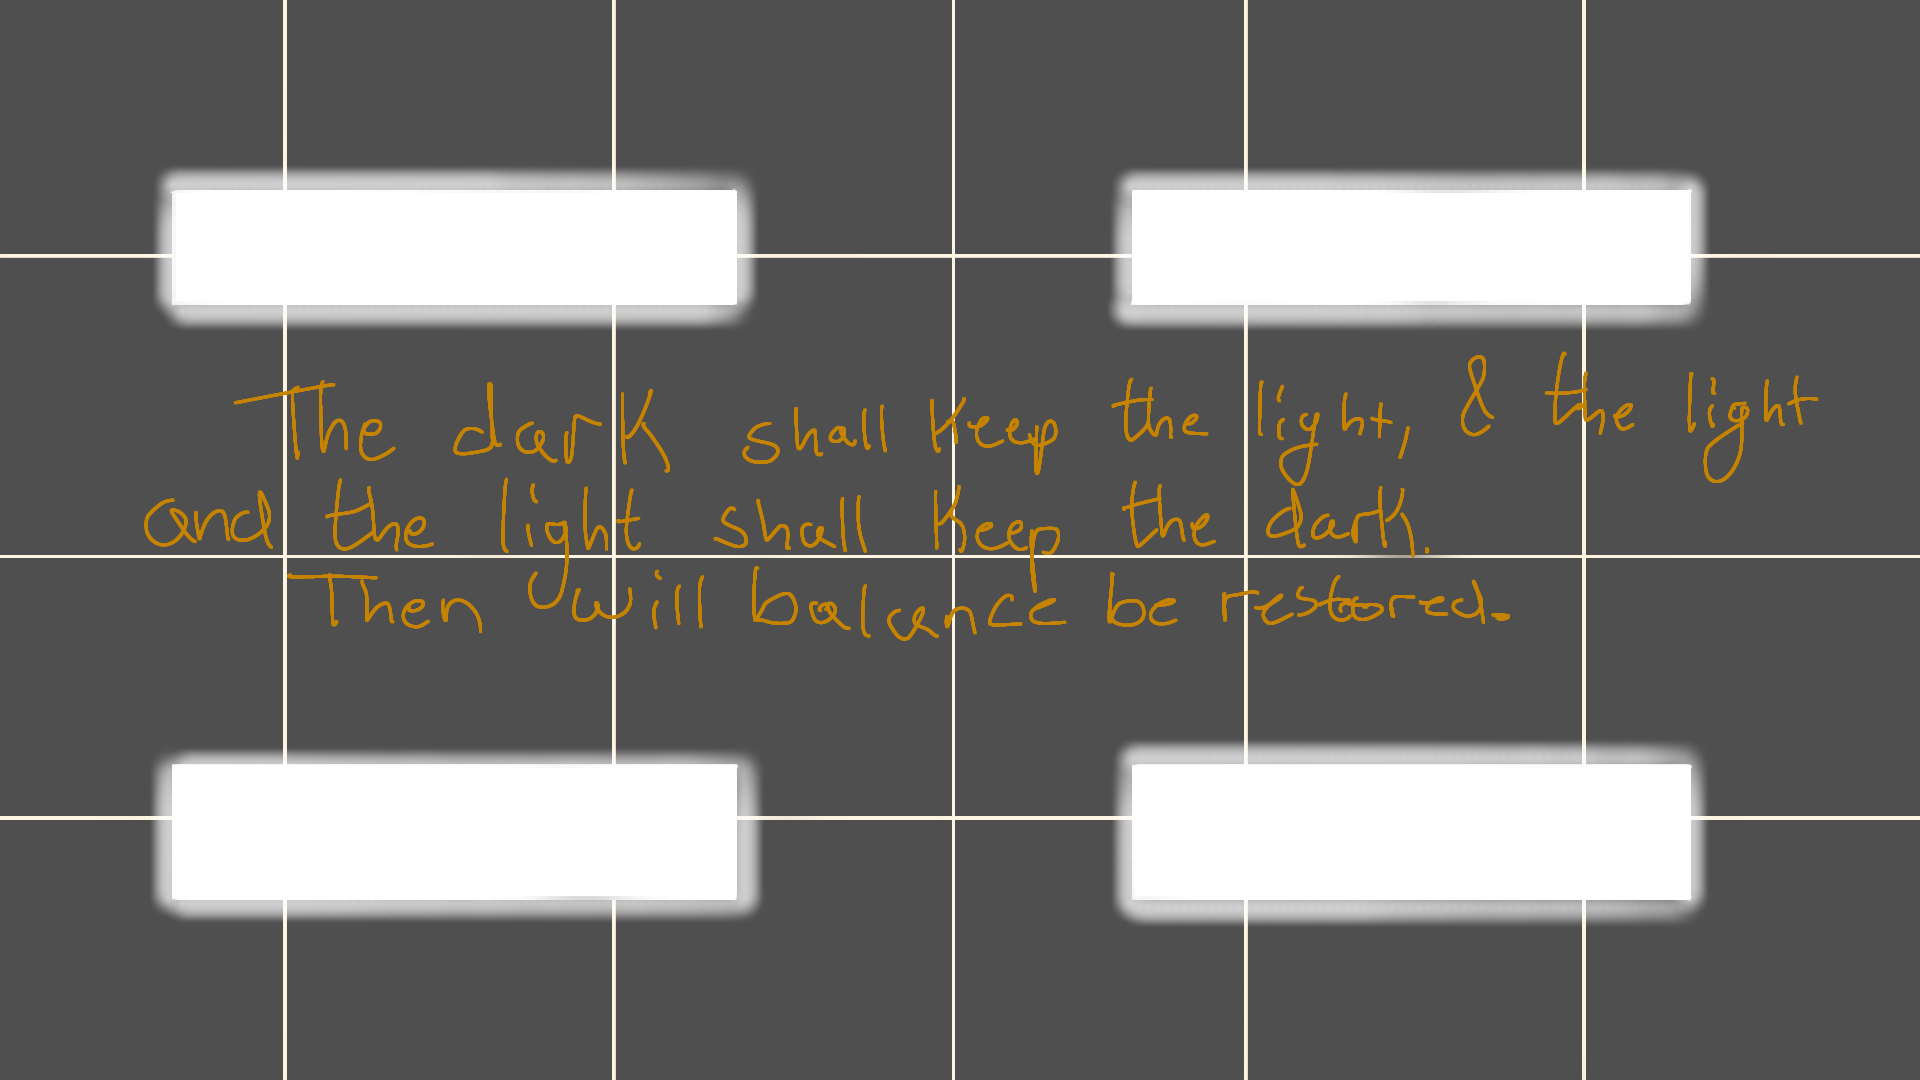 The dark shall keep the light, & the light
and the light shall keep the dark.
Then will balance be restored.